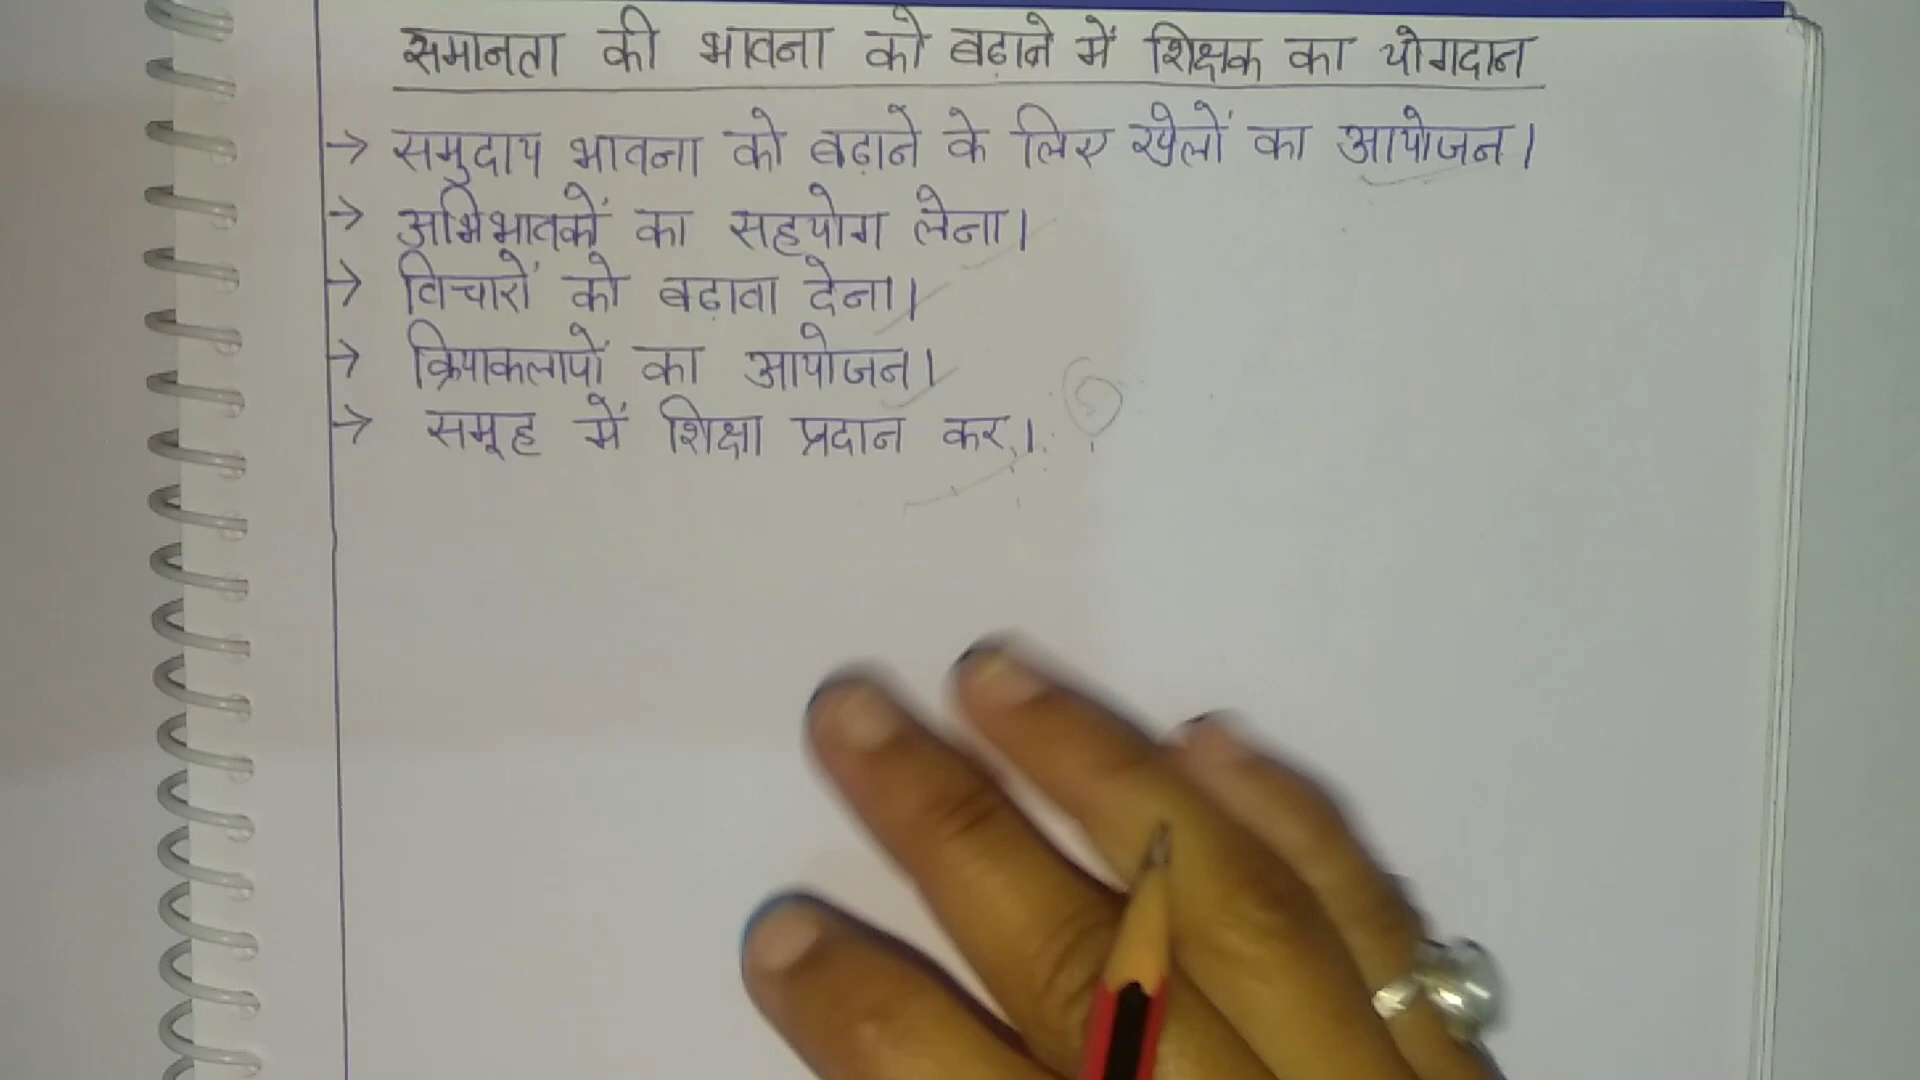 समानता की भावना को बढ़ाने में शिक्षक का योगदान
→ समुदाय भावना को बढ़ाने के लिए खेलों का आयोजन।
→ अभिभावकों का सहयोग लेना।
→ विचारों को बढ़ावा देना।
→ क्रियाकलापों का आयोजन।
→ समूह में शिक्षा प्रदान कर।